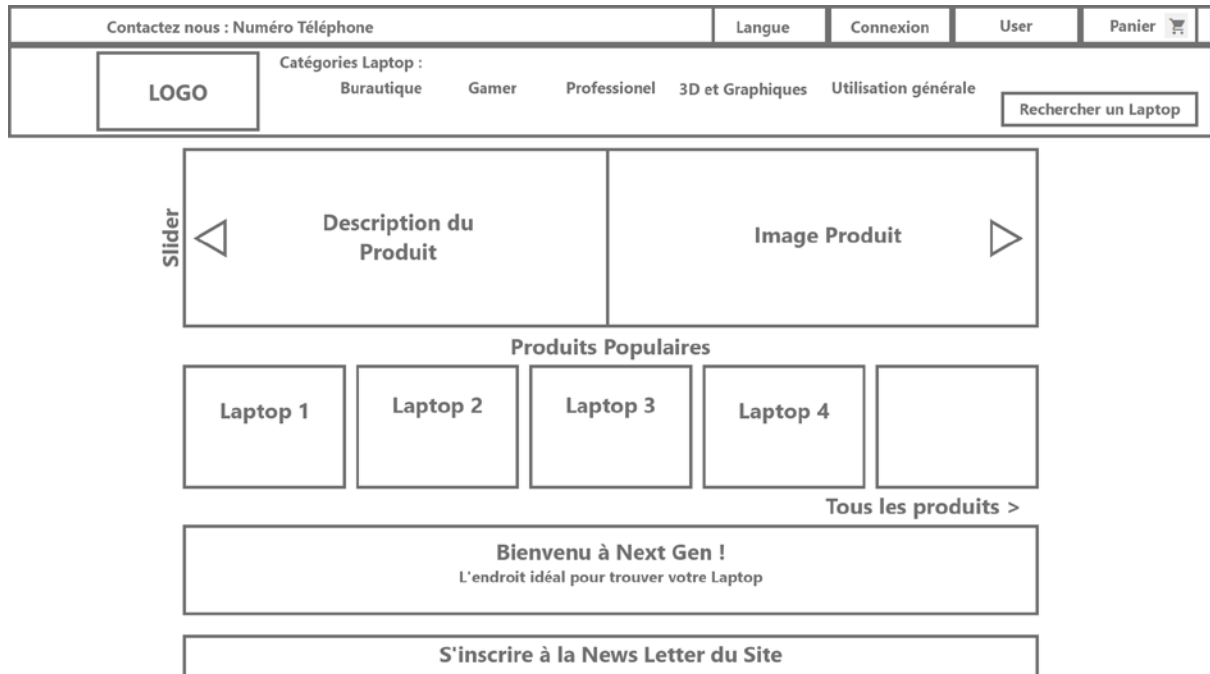 Contactez nous : Numéro Téléphone
Langue
Connexion
User
Panier
LOGO
Catégories Laptop :
Burautique
Gamer
Professionel
3D et Graphiques
Utilisation générale
Rechercher un Laptop
Slider
Description du
Produit
Image Produit
Produits Populaires
Laptop 1
Laptop 2
Laptop 3
Laptop 4
Tous les produits >
Bienvenu à Next Gen !
L'endroit idéal pour trouver votre Laptop
S'inscrire à la News Letter du Site